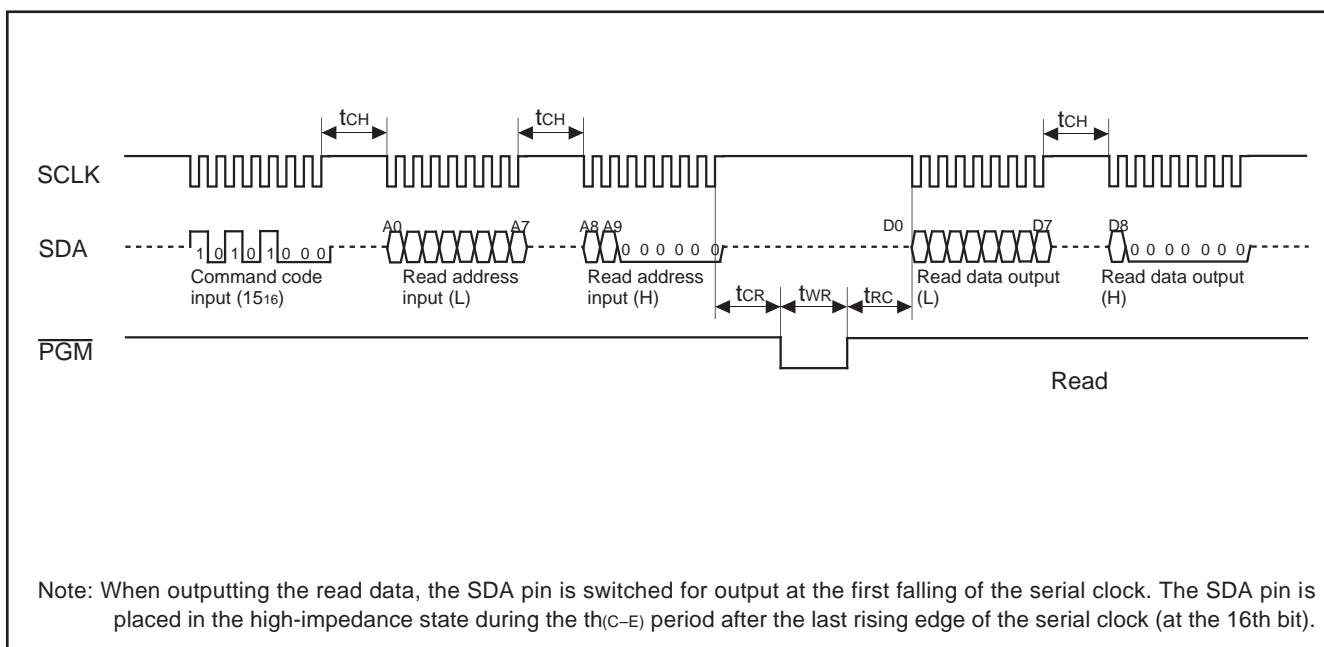 tCH tCH tCH
SCLK
A0 A7 A8 A9 D0 D7 D8
SDA
1 0 1 0 1 0 0 0 0 0 0 0 0 0 0 0 0 0 0 0 0
Command code input (1516)
Read address input (L)
Read address input (H)
Read data output (L)
Read data output (H)
tCR tWR tRC
PGM
Read
Note: When outputting the read data, the SDA pin is switched for output at the first falling of the serial clock. The SDA pin is
placed in the high-impedance state during the th(C–E) period after the last rising edge of the serial clock (at the 16th bit).